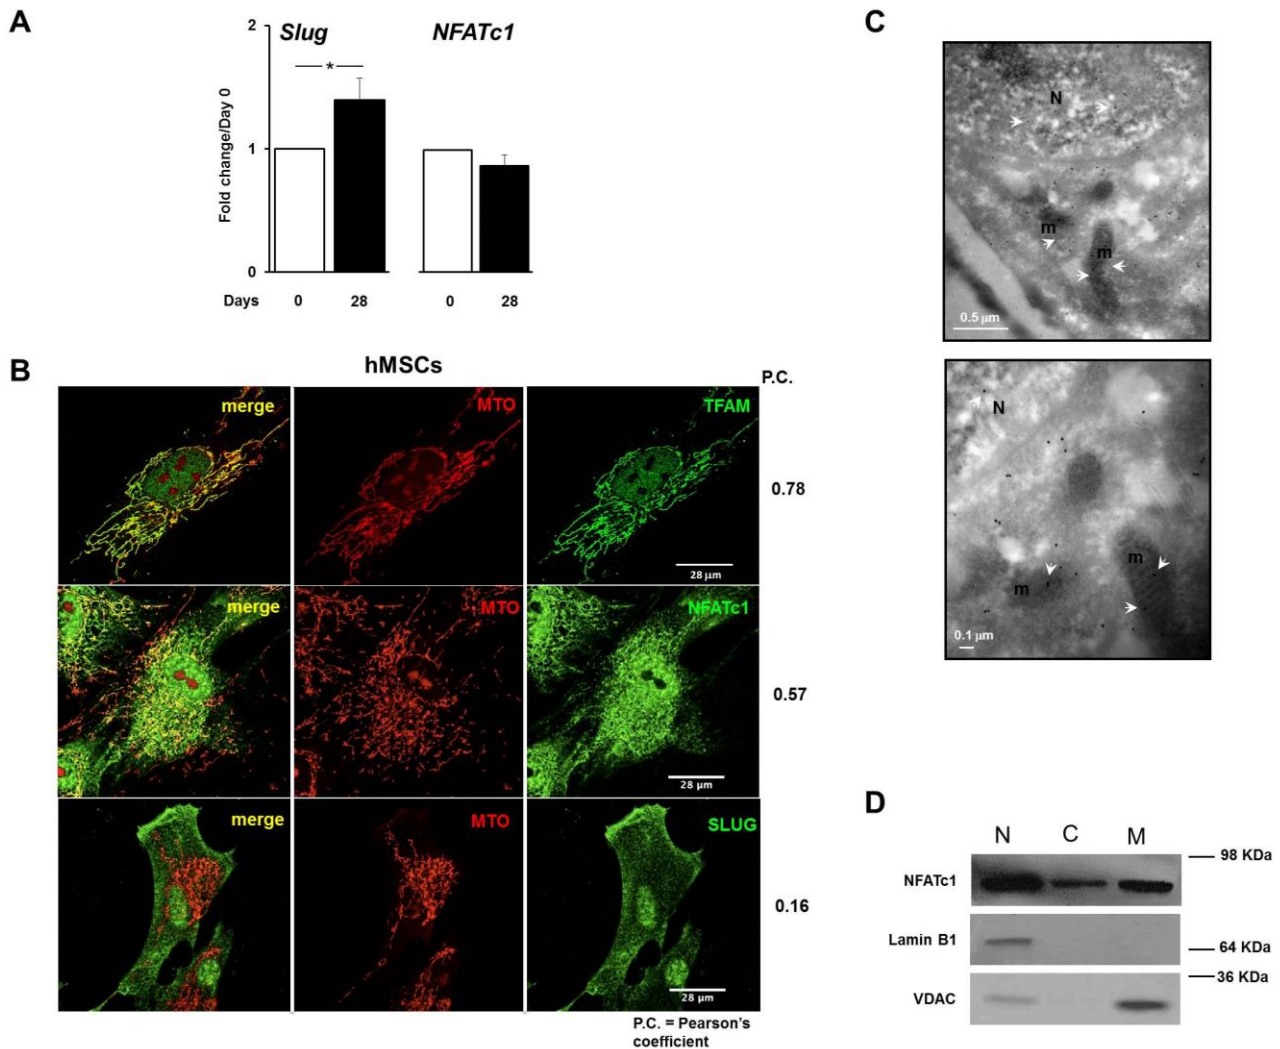 A
2
Slug
NFATc1
*
1
0
Fold change/Day 0
Days
0
28
0
28
B
hMSCs
P.C.
merge
MTO
TFAM
28 µm
0.78
merge
MTO
NFATc1
28 µm
0.57
merge
MTO
SLUG
28 µm
0.16
P.C. = Pearson's
coefficient
C
N
m
m
0.5 µm
N
m
m
0.1 µm
D
N C M
NFATc1
98 KDa
Lamin B1
64 KDa
36 KDa
VDAC